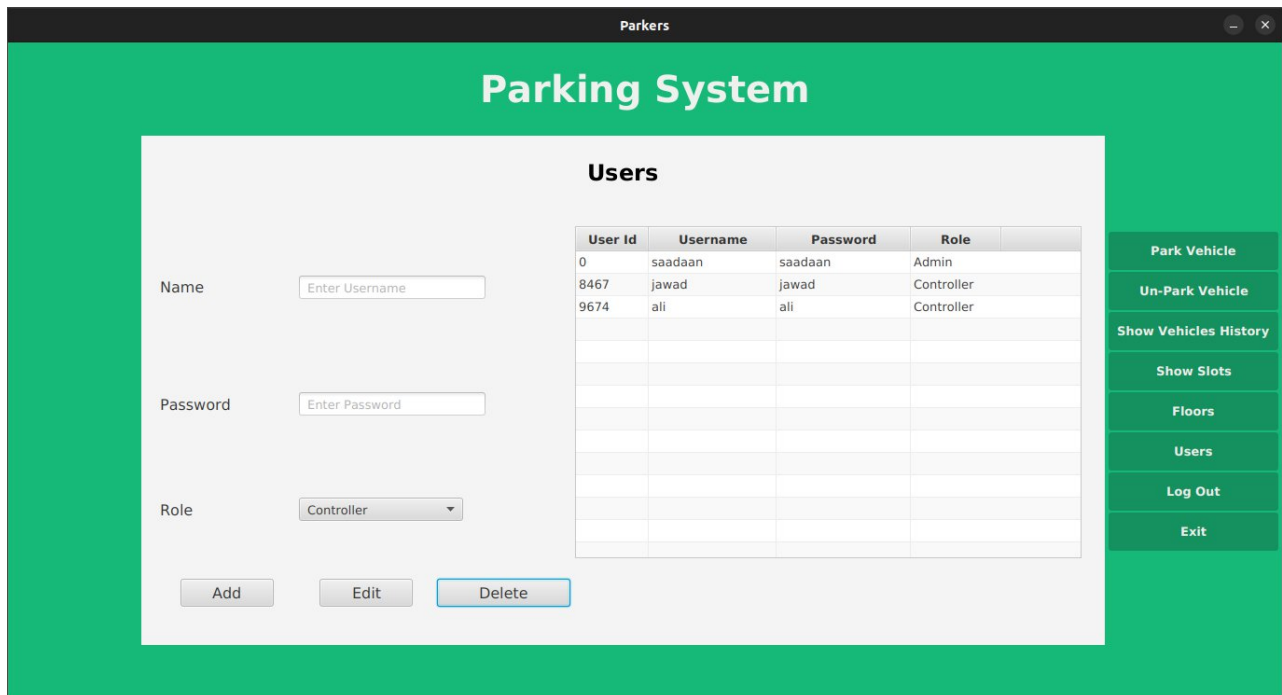 Parkers
Parking System
Users
User Id Username Password Role
0 saadaan saadaan Admin
8467 jawad jawad Controller
9674 ali ali Controller
Name Enter Username
Password Enter Password
Role Controller
Add Edit Delete
Park Vehicle
Un-Park Vehicle
Show Vehicles History
Show Slots
Floors
Users
Log Out
Exit